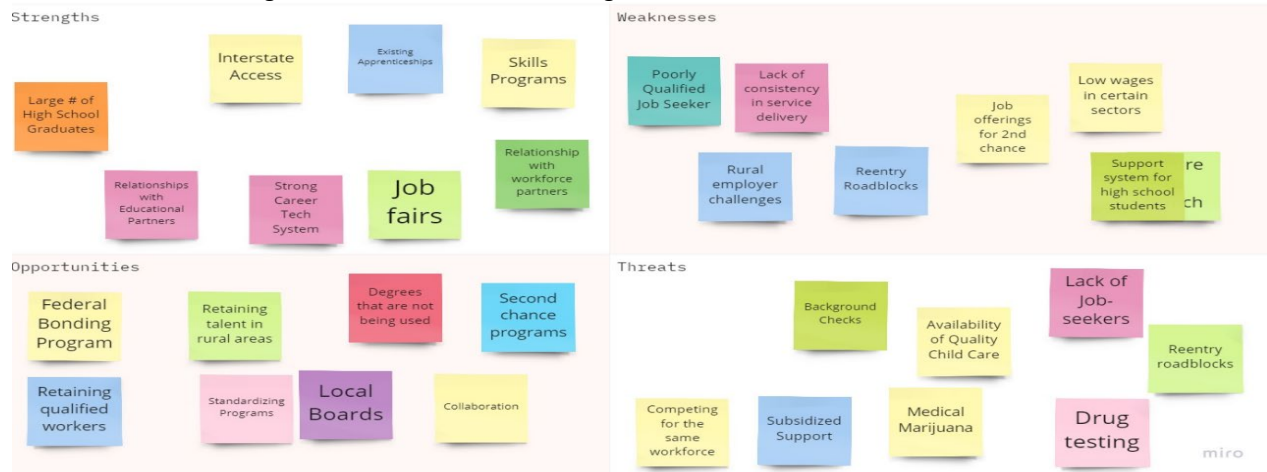 Strengths
Interstate
Access
Existing
Apprenticeships
Skills
Programs
Large # of
High School
Graduates
Relationships
with
Educational
Partners
Strong
Career
Tech
System
Job
fairs
Relationship
with
workforce
partners
Weaknesses
Poorly
Qualified
Job Seeker
Lack of
consistency
in service
delivery
Job
offerings
for 2nd
chance
Low wages
in certain
sectors
Rural
employer
challenges
Reentry
Roadblocks
Support
system for
high school
students
Opportunities
Federal
Bonding
Program
Retaining
talent in
rural areas
Degrees
that are not
being used
Second
chance
programs
Retaining
qualified
workers
Standardizing
Programs
Local
Boards
Collaboration
Threats
Background
Checks
Availability
of Quality
Child Care
Lack of
Job-
seekers
Reentry
roadblocks
Competing
for the
same
workforce
Subsidized
Support
Medical
Marijuana
Drug
testing
miro